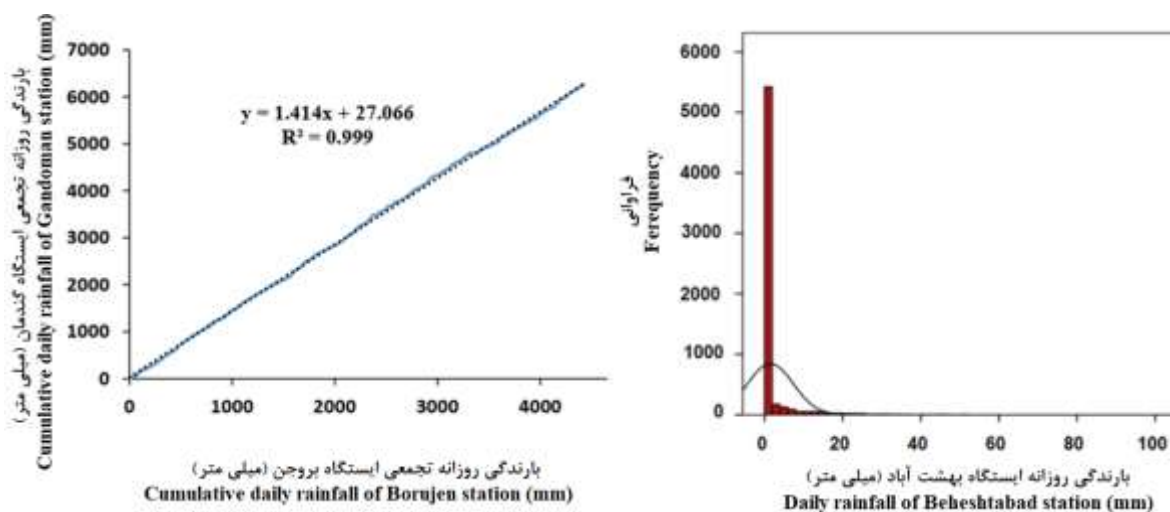 بارندگی روزانه تجمعی ایستگاه گندمان (میلی متر)
Cumulative daily rainfall of Gandoman station (mm)
7000
6000
5000
4000
3000
2000
1000
0
y = 1.414x + 27.066
R² = 0.999
0 1000 2000 3000 4000
بارندگی روزانه تجمعی ایستگاه بروجن (میلی متر)
Cumulative daily rainfall of Borujen station (mm)
فراوانی
Ferequency
6000
5000
4000
3000
2000
1000
0
0 20 40 60 80 100
بارندگی روزانه ایستگاه بهشت آباد (میلی متر)
Daily rainfall of Beheshtabad station (mm)